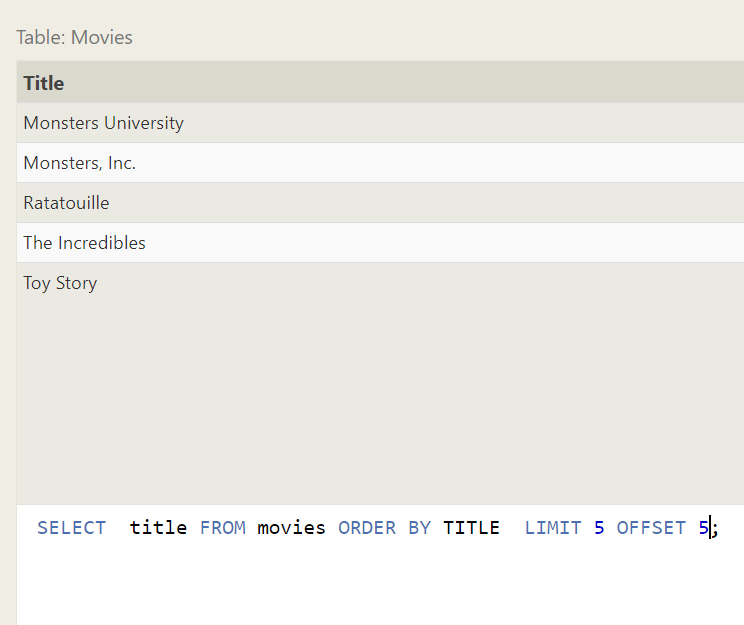 Table: Movies
Title
Monsters University
Monsters, Inc.
Ratatouille
The Incredibles
Toy Story
SELECT  title FROM movies ORDER BY TITLE  LIMIT 5 OFFSET 5;